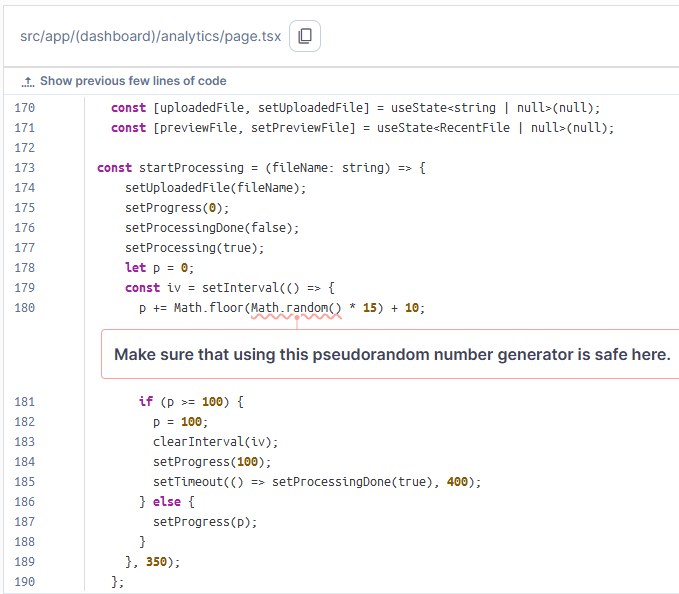 src/app/(dashboard)/analytics/page.tsx
Show previous few lines of code
170 const [uploadedFile, setUploadedFile] = useState<string | null>(null);
171 const [previewFile, setPreviewFile] = useState<RecentFile | null>(null);
172
173 const startProcessing = (fileName: string) => {
174 setUploadedFile(fileName);
175 setProgress(0);
176 setProcessingDone(false);
177 setProcessing(true);
178 let p = 0;
179 const iv = setInterval(() => {
180 p += Math.floor(Math.random() * 15) + 10;
Make sure that using this pseudorandom number generator is safe here.
181 if (p >= 100) {
182 p = 100;
183 clearInterval(iv);
184 setProgress(100);
185 setTimeout(() => setProcessingDone(true), 400);
186 } else {
187 setProgress(p);
188 }
189 }, 350);
190 };